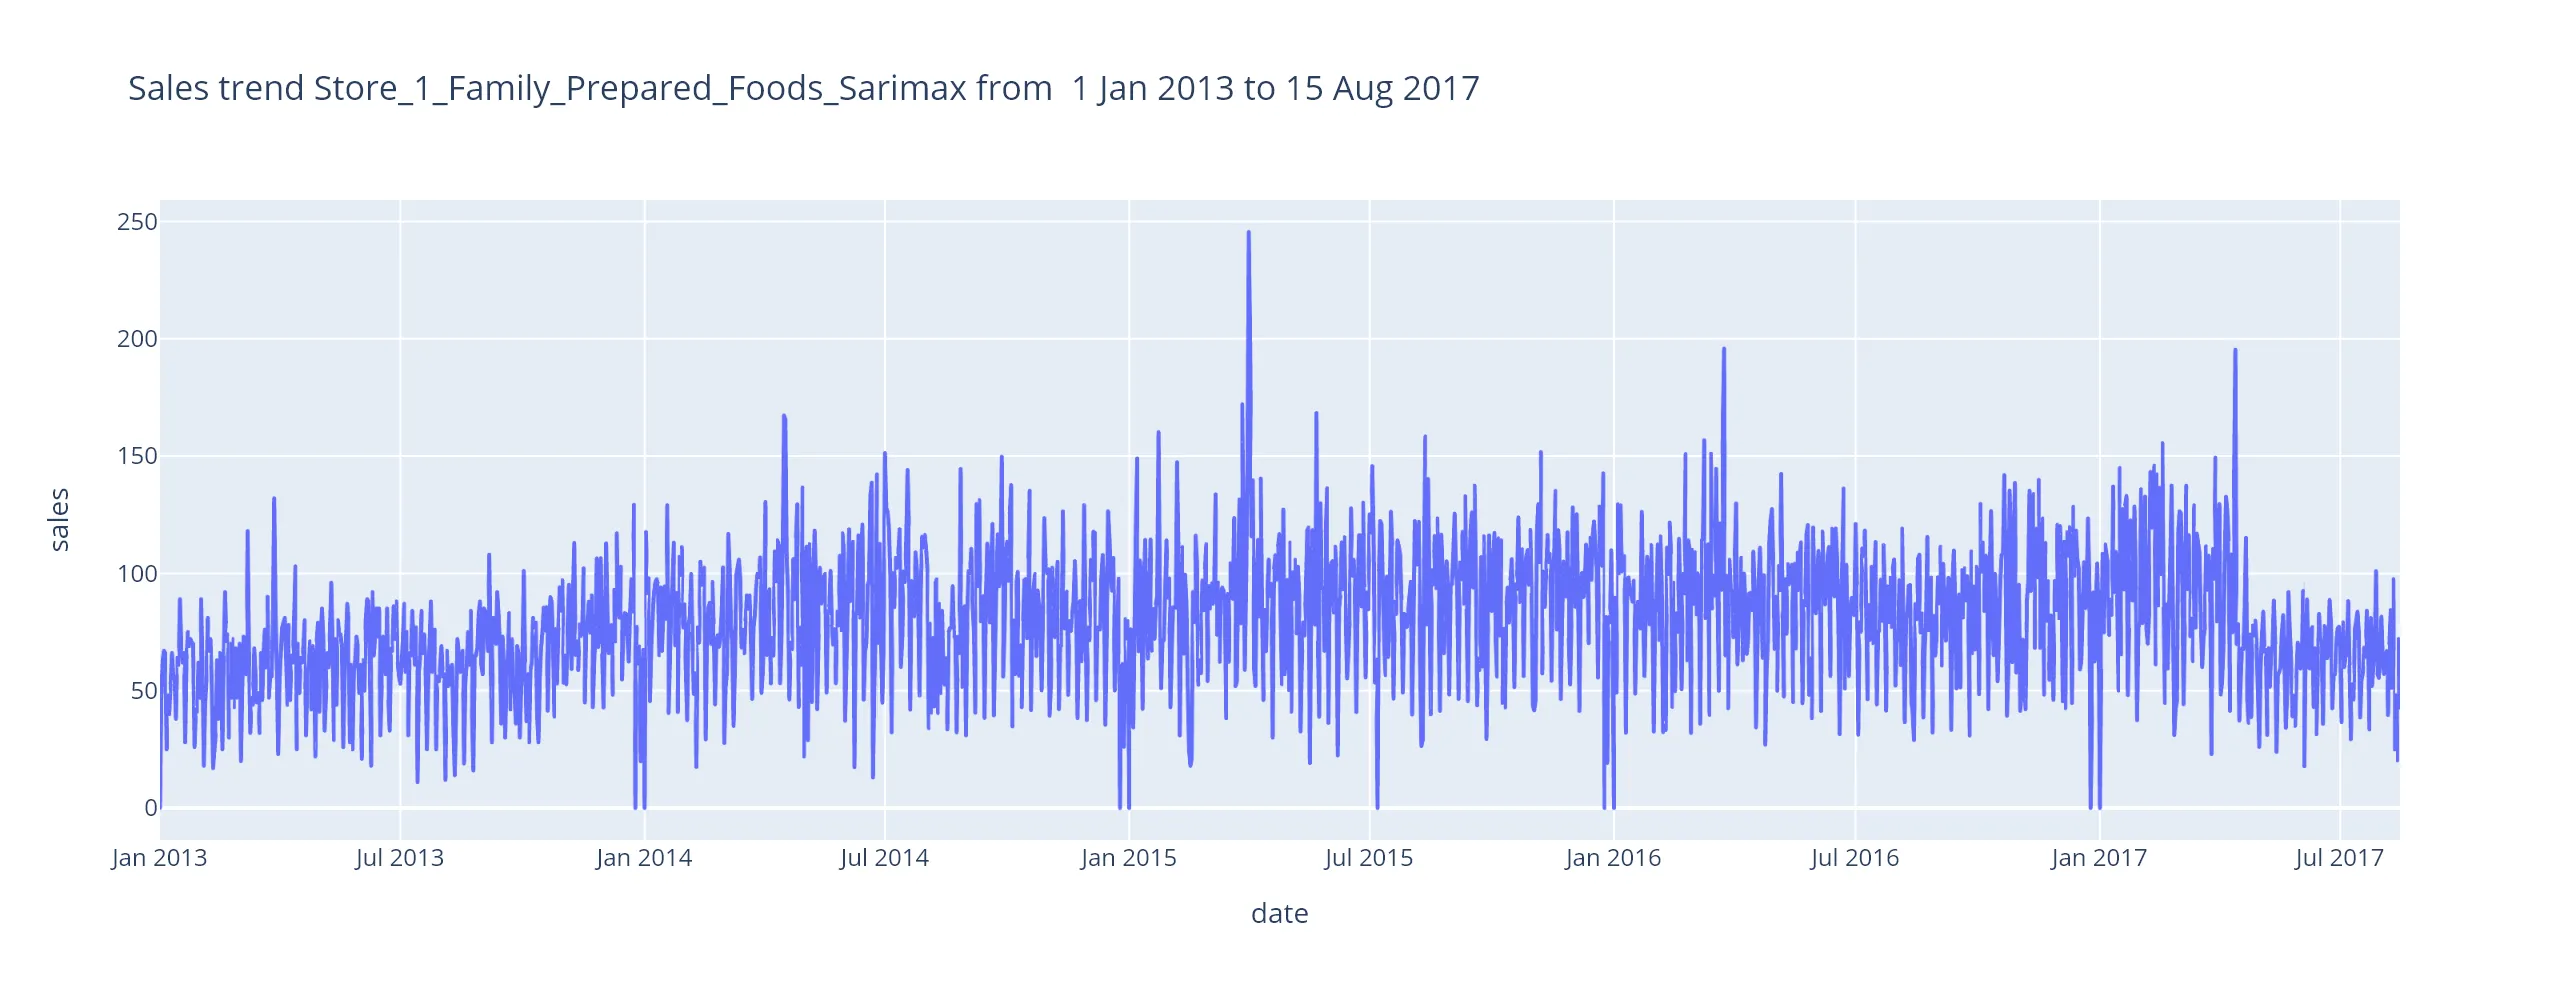 Sales trend Store_1_Family_Prepared_Foods_Sarimax from  1 Jan 2013 to 15 Aug 2017
250
200
150
100
50
0
sales
Jan 2013 Jul 2013 Jan 2014 Jul 2014 Jan 2015 Jul 2015 Jan 2016 Jul 2016 Jan 2017 Jul 2017
date